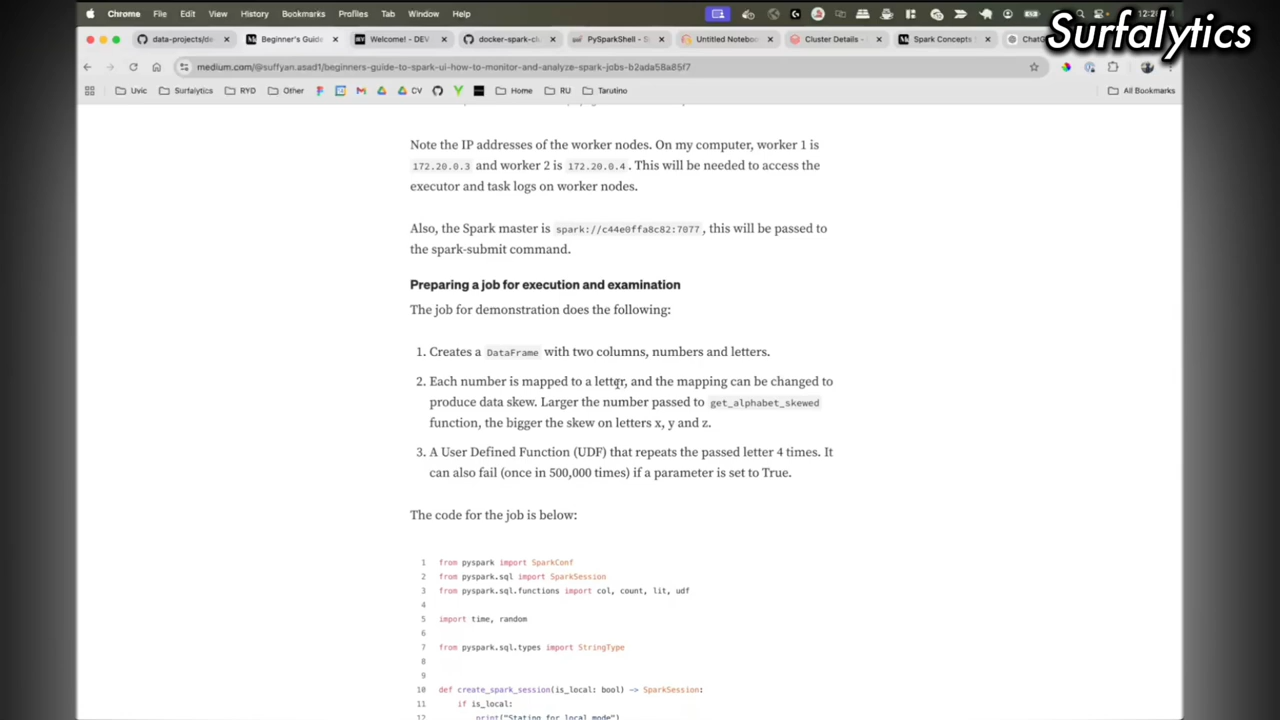 Chrome File Edit View History Bookmarks Profiles Tab Window Help
Surfalytics
data-projects/de Beginner's Guide Welcome! - DEV docker-spark-clu PySparkShell - S Untitled Notebo Cluster Details - Spark Concepts ChatG
medium.com/@suffyan.asad1/beginners-guide-to-spark-ui-how-to-monitor-and-analyze-spark-jobs-b2ada58a85f7
Uvic Surfalytics RYD Other CV Home RU Tarutino All Bookmarks
Note the IP addresses of the worker nodes. On my computer, worker 1 is
172.20.0.3 and worker 2 is 172.20.0.4. This will be needed to access the
executor and task logs on worker nodes.
Also, the Spark master is spark://c44e0ffa8c82:7077, this will be passed to
the spark-submit command.
Preparing a job for execution and examination
The job for demonstration does the following:
1. Creates a DataFrame with two columns, numbers and letters.
2. Each number is mapped to a letter, and the mapping can be changed to
produce data skew. Larger the number passed to get_alphabet_skewed
function, the bigger the skew on letters x, y and z.
3. A User Defined Function (UDF) that repeats the passed letter 4 times. It
can also fail (once in 500,000 times) if a parameter is set to True.
The code for the job is below:
1 from pyspark import SparkConf
2 from pyspark.sql import SparkSession
3 from pyspark.sql.functions import col, count, lit, udf
4
5 import time, random
6
7 from pyspark.sql.types import StringType
8
9
10 def create_spark_session(is_local: bool) -> SparkSession:
11 if is_local:
12 print("Stating for local mode")